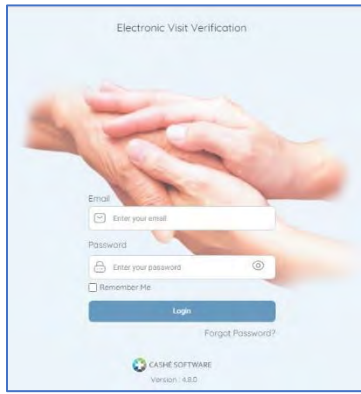 Electronic Visit Verification
Email
Enter your email
Password
Enter your password
Remember Me
Login
Forgot Password?
CASHÉ SOFTWARE
Version : 4.8.0